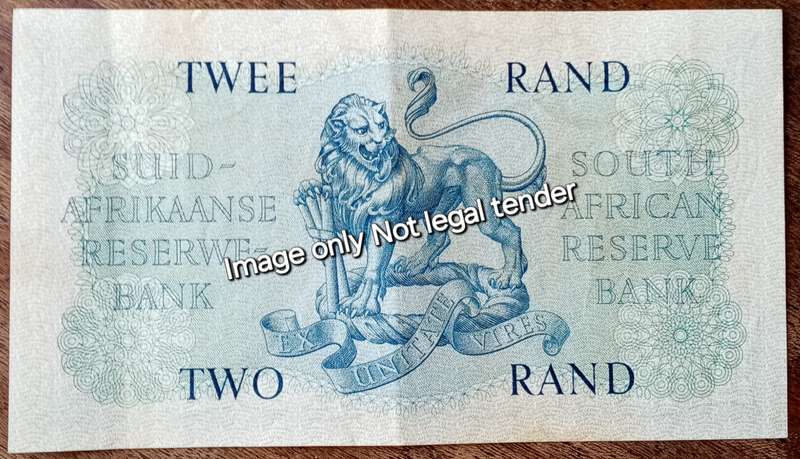 TWEE RAND
SUID-
AFRIKAANSE
RESERWE-
BANK
SOUTH
AFRICAN
RESERVE
BANK
Image only Not legal tender
EX UNITATE VIRES
TWO RAND